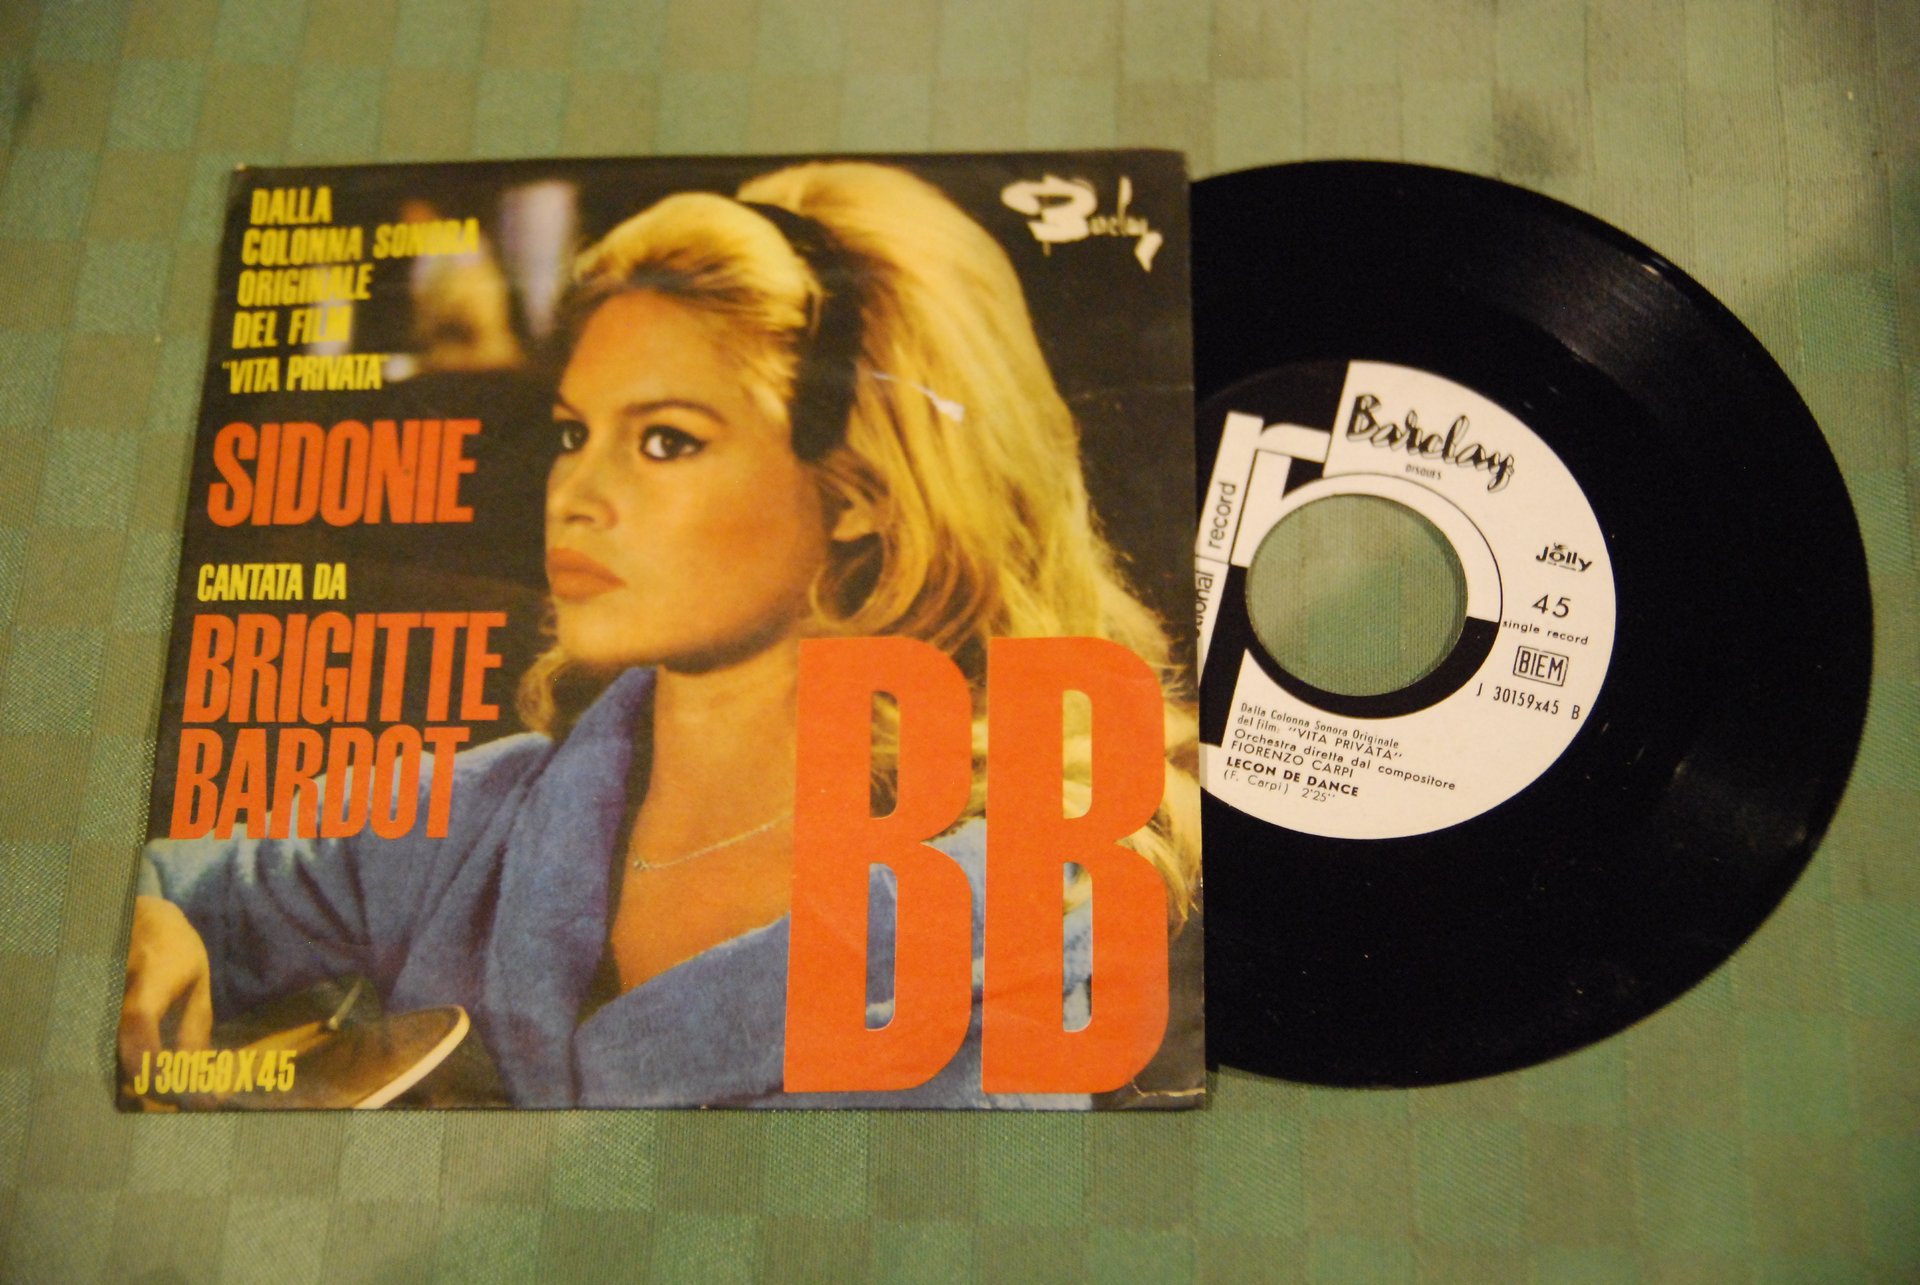 DALLA
COLONNA SONORA
ORIGINALE
DEL FILM
"VITA PRIVATA"
SIDONIE
CANTATA DA
BRIGITTE
BARDOT
BB
J 30159 X 45
Barclay
Barclay
DISQUES
record
Jolly
45
single record
BIEM
J 30159x45 B
Dalla Colonna Sonora Originale
del film: "VITA PRIVATA"
Orchestra diretta dal compositore
FIORENZO CARPI
LECON DE DANCE
(F. Carpi) 2'25"